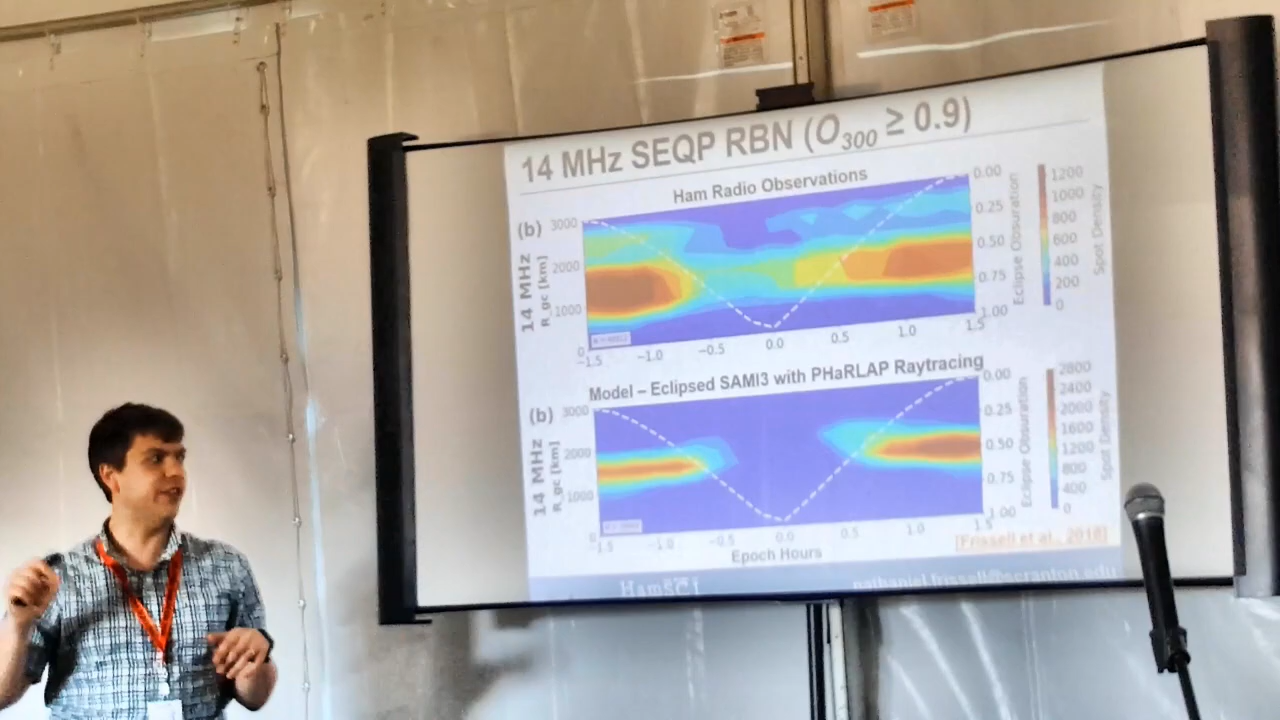 14 MHz SEQP RBN (O300 ≥ 0.9)
Ham Radio Observations
(b)
14 MHz
R_gc [km]
3000
2000
1000
0
-1.5 -1.0 -0.5 0.0 0.5 1.0 1.5
0.00
0.25
0.50
0.75
1.00
Eclipse Obsuration
1200
1000
800
600
400
200
0
Spot Density
Model – Eclipsed SAMI3 with PHaRLAP Raytracing
(b)
14 MHz
R_gc [km]
3000
2000
1000
0
-1.5 -1.0 -0.5 0.0 0.5 1.0 1.5
Epoch Hours
0.00
0.25
0.50
0.75
1.00
Eclipse Obsuration
2800
2400
2000
1600
1200
800
400
0
Spot Density
[Frissell et al., 2018]
HamSCI
nathaniel.frissell@scranton.edu